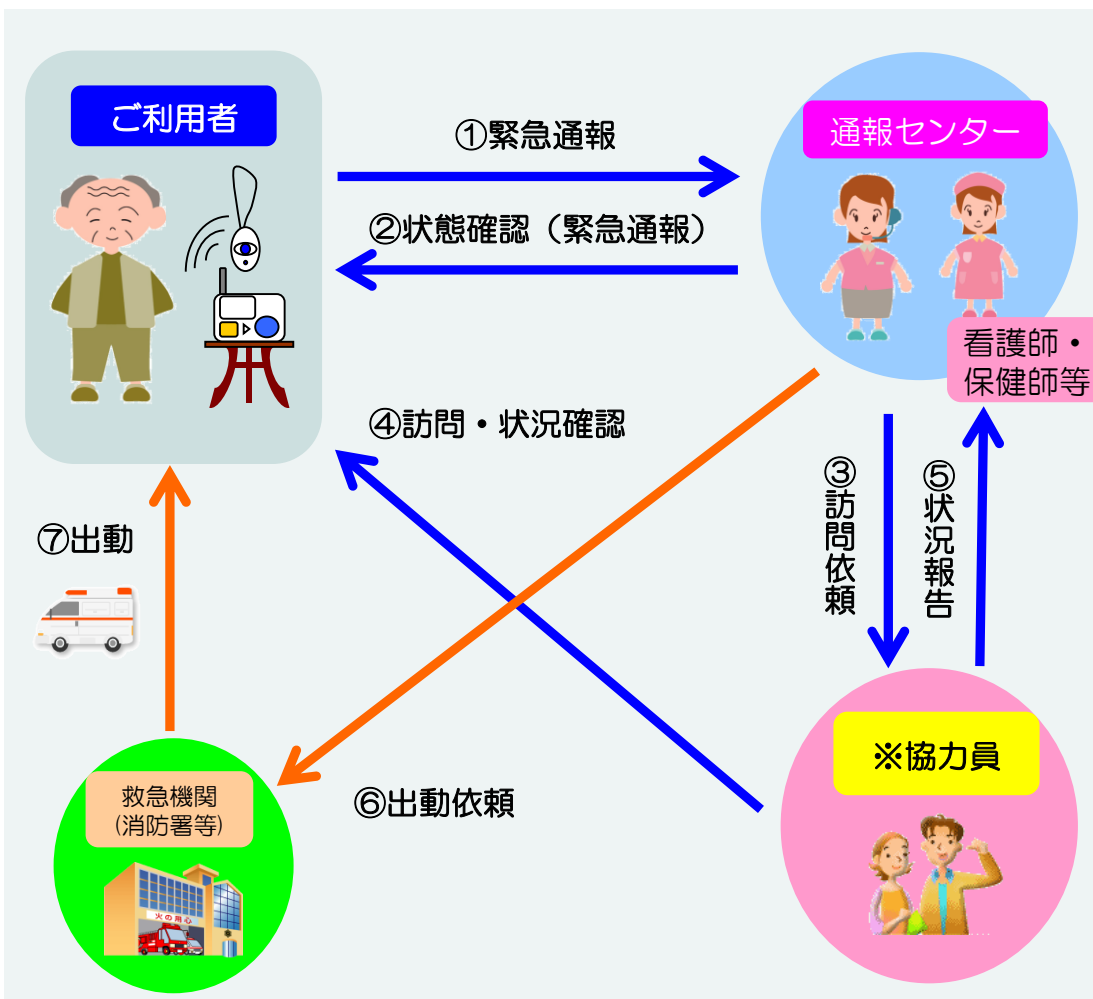 ご利用者
①緊急通報
通報センター
②状態確認（緊急通報）
看護師・
保健師等
④訪問・状況確認
③訪問依頼
⑤状況報告
⑦出動
※協力員
救急機関
(消防署等)
⑥出動依頼
火の用心